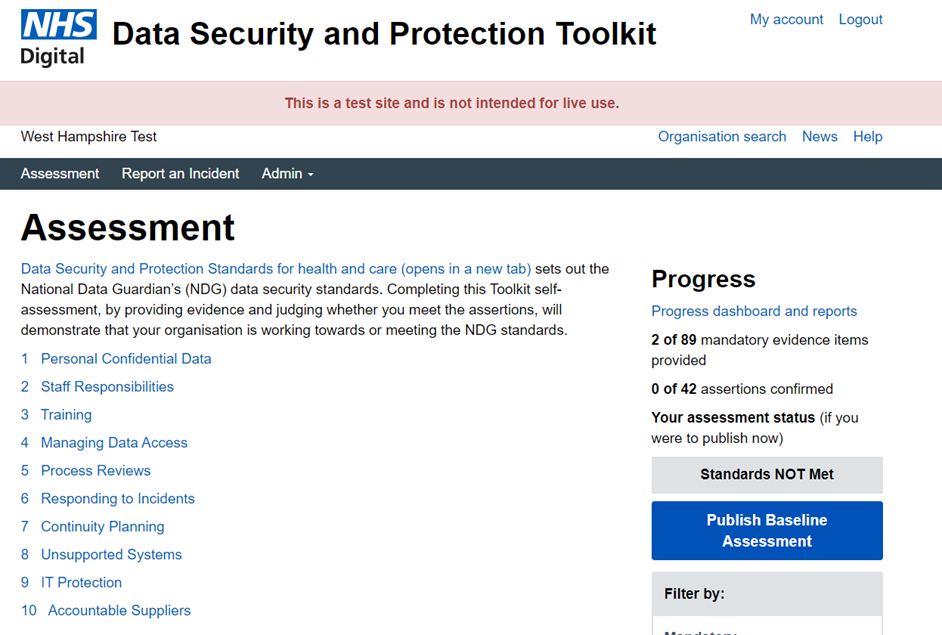 NHS
Digital
Data Security and Protection Toolkit
My account Logout
This is a test site and is not intended for live use.
West Hampshire Test
Organisation search News Help
Assessment Report an Incident Admin
Assessment
Data Security and Protection Standards for health and care (opens in a new tab) sets out the
National Data Guardian's (NDG) data security standards. Completing this Toolkit self-
assessment, by providing evidence and judging whether you meet the assertions, will
demonstrate that your organisation is working towards or meeting the NDG standards.
1 Personal Confidential Data
2 Staff Responsibilities
3 Training
4 Managing Data Access
5 Process Reviews
6 Responding to Incidents
7 Continuity Planning
8 Unsupported Systems
9 IT Protection
10 Accountable Suppliers
Progress
Progress dashboard and reports
2 of 89 mandatory evidence items
provided
0 of 42 assertions confirmed
Your assessment status (if you
were to publish now)
Standards NOT Met
Publish Baseline
Assessment
Filter by: